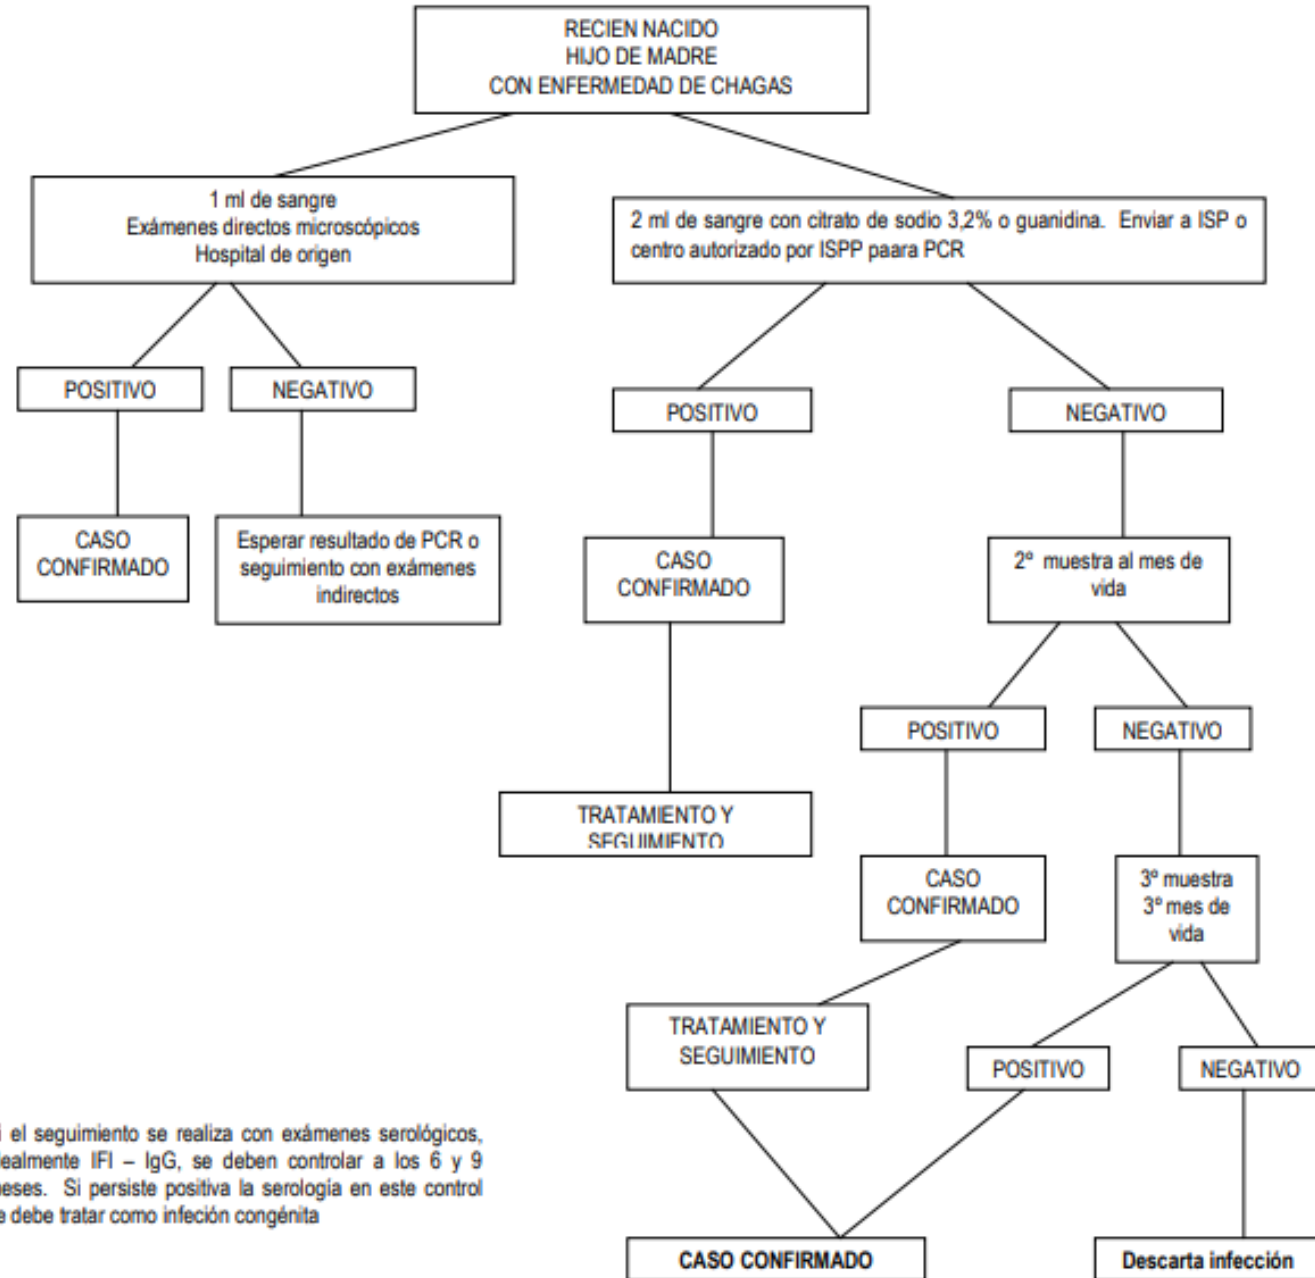 RECIEN NACIDO
HIJO DE MADRE
CON ENFERMEDAD DE CHAGAS
1 ml de sangre
Exámenes directos microscópicos
Hospital de origen
2 ml de sangre con citrato de sodio 3,2% o guanidina. Enviar a ISP o
centro autorizado por ISPP paara PCR
POSITIVO
NEGATIVO
POSITIVO
NEGATIVO
CASO
CONFIRMADO
Esperar resultado de PCR o
seguimiento con exámenes
indirectos
CASO
CONFIRMADO
2º muestra al mes de
vida
POSITIVO
NEGATIVO
TRATAMIENTO Y
SEGUIMIENTO
CASO
CONFIRMADO
3º muestra
3º mes de
vida
TRATAMIENTO Y
SEGUIMIENTO
POSITIVO
NEGATIVO
i el seguimiento se realiza con exámenes serológicos,
ealmente IFI – IgG, se deben controlar a los 6 y 9
eses. Si persiste positiva la serología en este control
e debe tratar como infeción congénita
CASO CONFIRMADO
Descarta infección